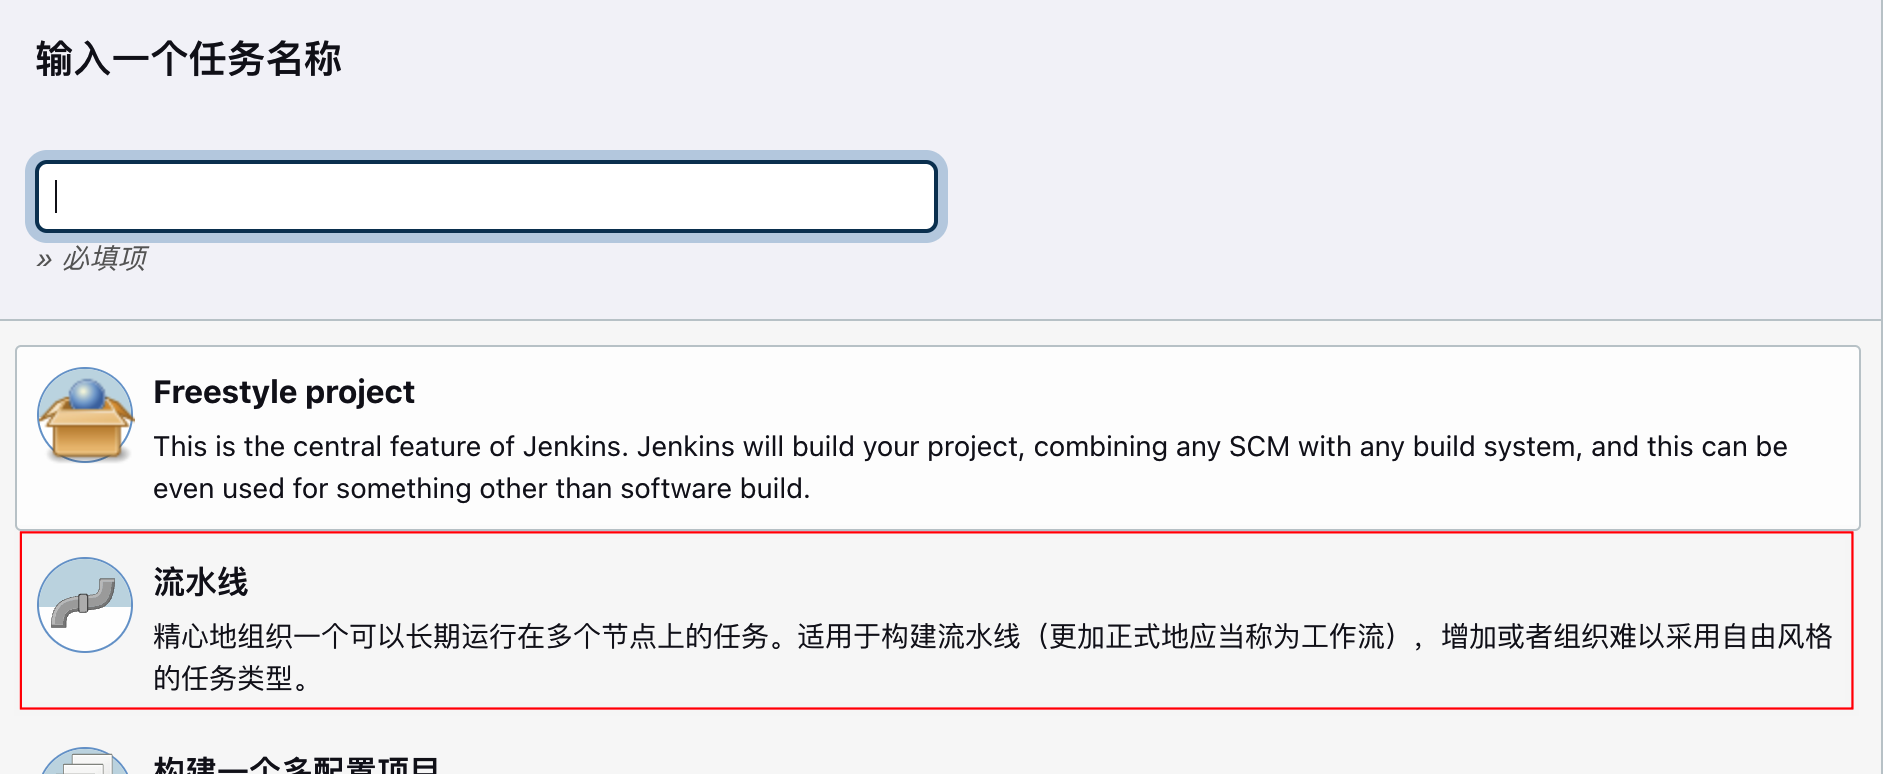 输入一个任务名称
» 必填项
Freestyle project
This is the central feature of Jenkins. Jenkins will build your project, combining any SCM with any build system, and this can be
even used for something other than software build.
流水线
精心地组织一个可以长期运行在多个节点上的任务。适用于构建流水线（更加正式地应当称为工作流），增加或者组织难以采用自由风格
的任务类型。
构建一个多配置项目